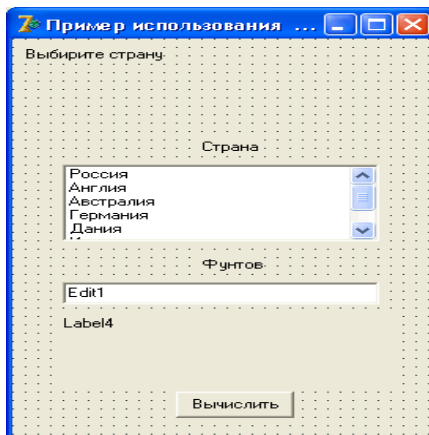 Пример использования ...
Выбирите страну
Страна
Россия
Англия
Австралия
Германия
Дания
Фунтов
Edit1
Label4
Вычислить